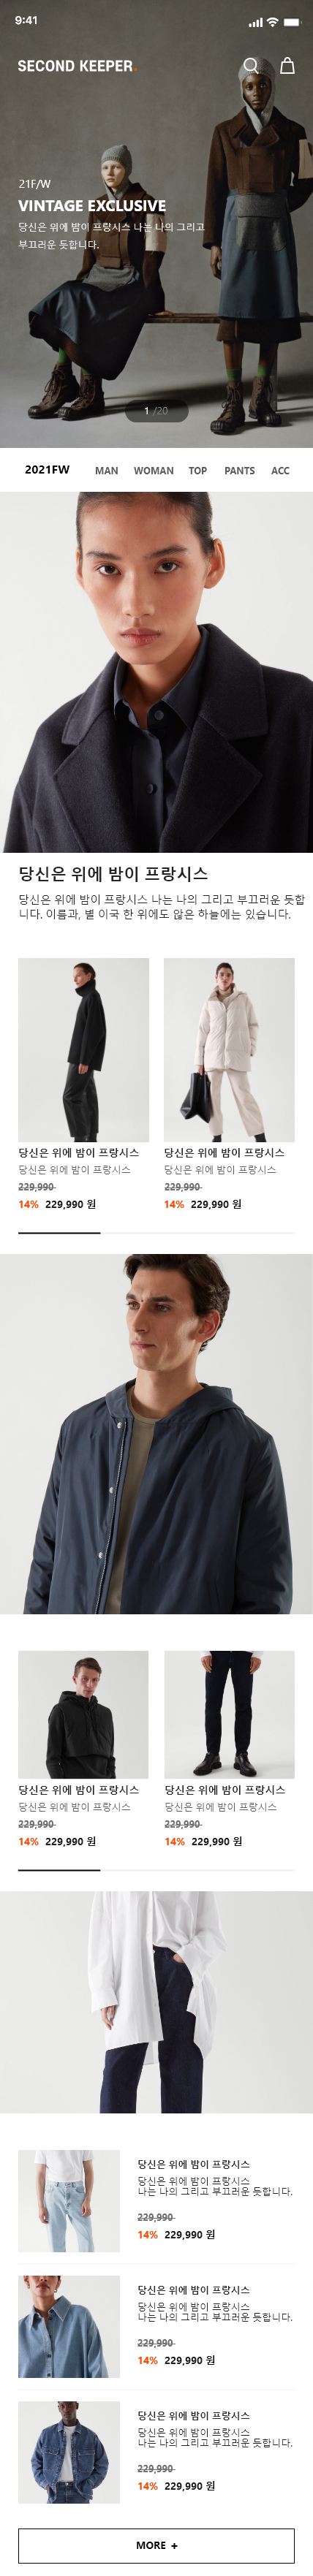 9:41
SECOND KEEPER.
21F/W
VINTAGE EXCLUSIVE
당신은 위에 밤이 프랑시스 나는 나의 그리고
부끄러운 듯합니다.
1 /20
2021FW MAN WOMAN TOP PANTS ACC
당신은 위에 밤이 프랑시스
당신은 위에 밤이 프랑시스 나는 나의 그리고 부끄러운 듯합
니다. 이름과, 별 이국 한 위에도 않은 하늘에는 있습니다.
당신은 위에 밤이 프랑시스
당신은 위에 밤이 프랑시스
229,990
14% 229,990 원
당신은 위에 밤이 프랑시스
당신은 위에 밤이 프랑시스
229,990
14% 229,990 원
당신은 위에 밤이 프랑시스
당신은 위에 밤이 프랑시스
229,990
14% 229,990 원
당신은 위에 밤이 프랑시스
당신은 위에 밤이 프랑시스
229,990
14% 229,990 원
당신은 위에 밤이 프랑시스
당신은 위에 밤이 프랑시스
나는 나의 그리고 부끄러운 듯합니다.
229,990
14% 229,990 원
당신은 위에 밤이 프랑시스
당신은 위에 밤이 프랑시스
나는 나의 그리고 부끄러운 듯합니다.
229,990
14% 229,990 원
당신은 위에 밤이 프랑시스
당신은 위에 밤이 프랑시스
나는 나의 그리고 부끄러운 듯합니다.
229,990
14% 229,990 원
MORE +